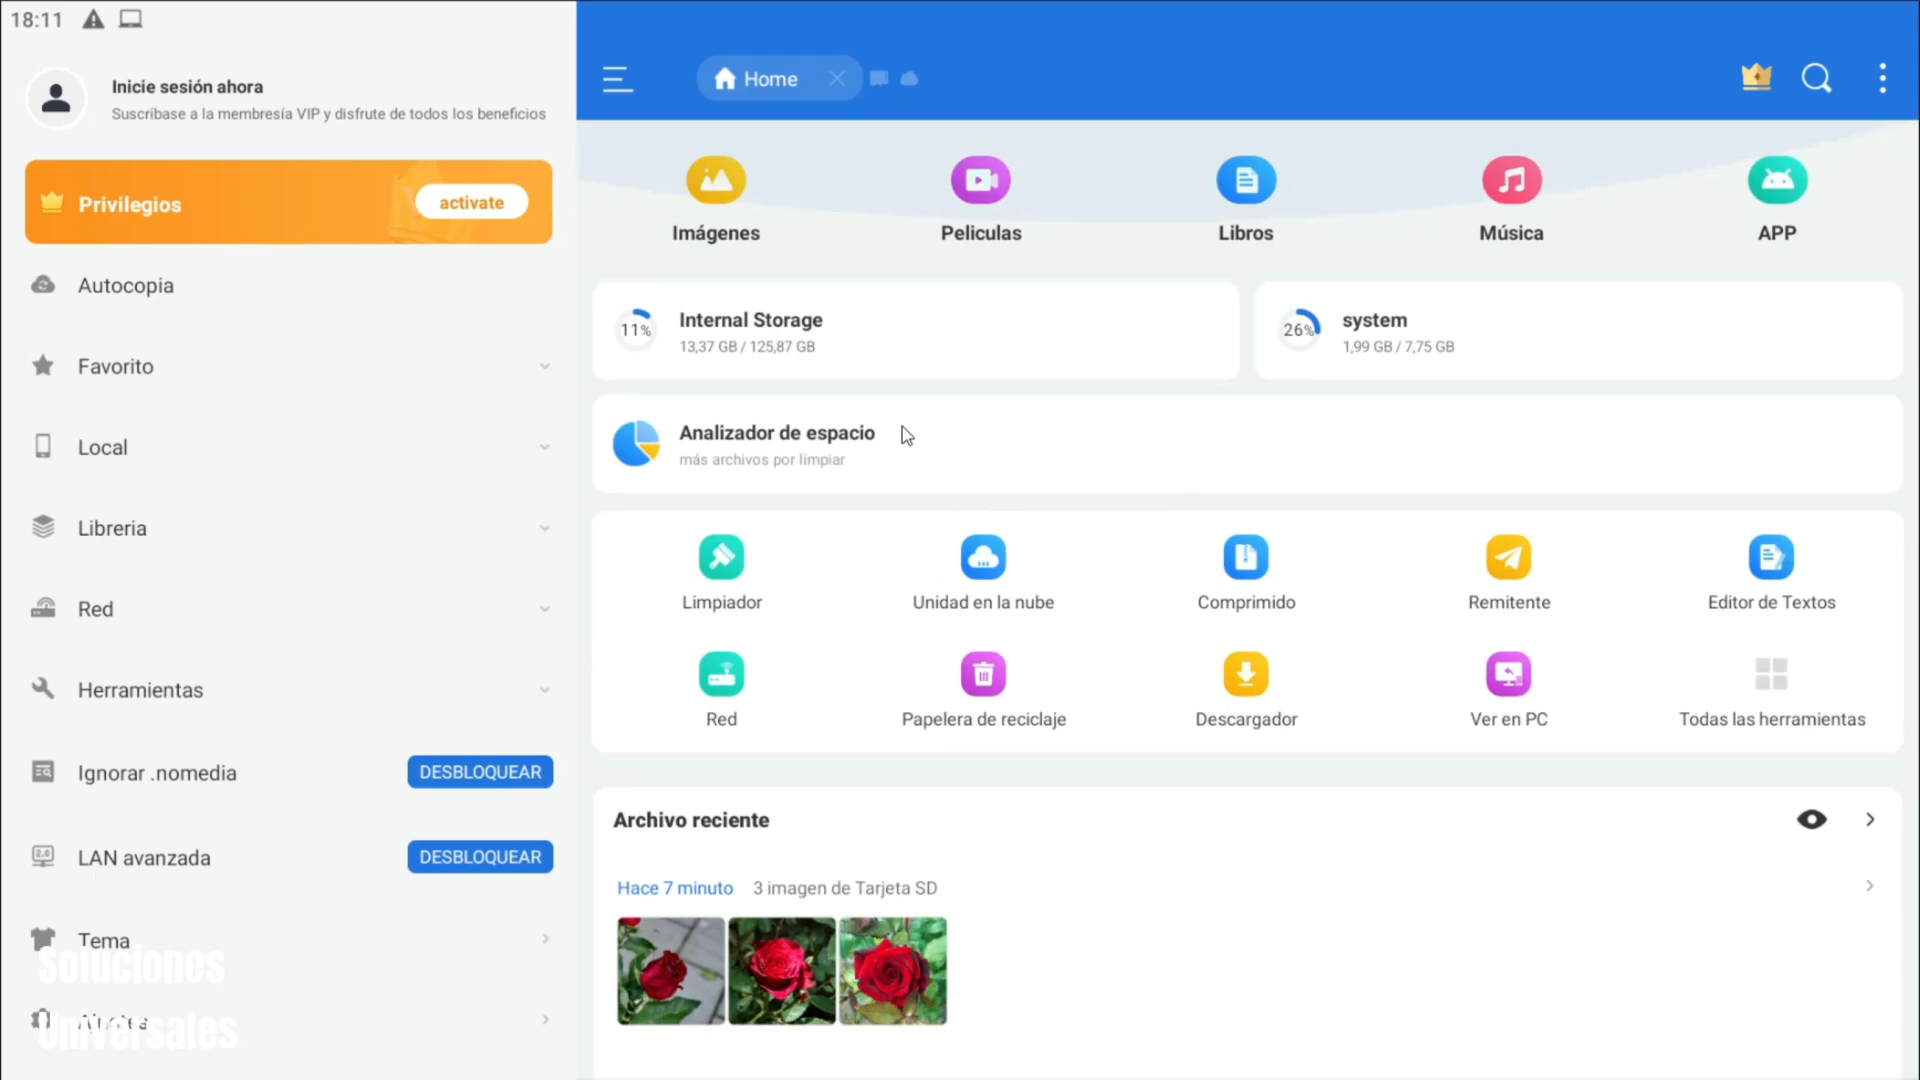 18:11
Inicie sesión ahora
Suscríbase a la membresía VIP y disfrute de todos los beneficios
Privilegios
activate
Autocopia
Favorito
Local
Libreria
Red
Herramientas
Ignorar .nomedia
DESBLOQUEAR
LAN avanzada
DESBLOQUEAR
Tema
Soluciones
Universales
Home
Imágenes
Peliculas
Libros
Música
APP
11%
Internal Storage
13,37 GB / 125,87 GB
26%
system
1,99 GB / 7,75 GB
Analizador de espacio
más archivos por limpiar
Limpiador
Unidad en la nube
Comprimido
Remitente
Editor de Textos
Red
Papelera de reciclaje
Descargador
Ver en PC
Todas las herramientas
Archivo reciente
Hace 7 minuto
3 imagen de Tarjeta SD